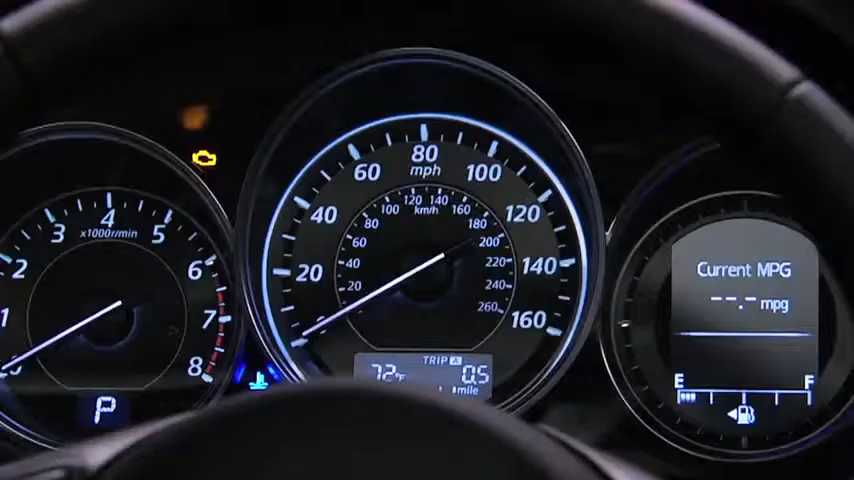 1
2
3
4
5
6
7
8
x1000r/min
P
20
40
60
80
100
120
140
160
mph
20
40
60
80
100
120
140
160
180
200
220
240
260
km/h
TRIP A
72°F
0.5
mile
Current MPG
--.- mpg
E
F